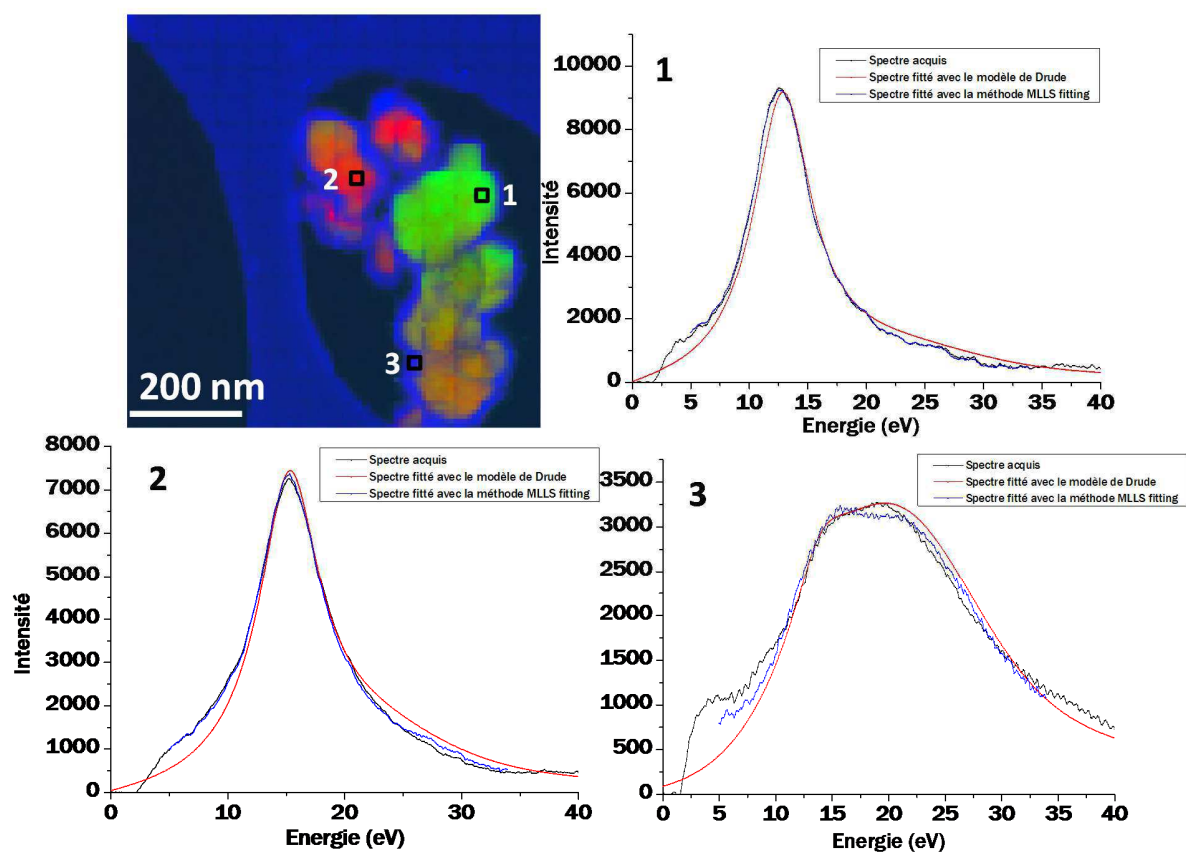 2
1
3
200 nm
1
Spectre acquis
Spectre fitté avec le modèle de Drude
Spectre fitté avec la méthode MLLS fitting
Intensité
10000
8000
6000
4000
2000
0
0 5 10 15 20 25 30 35 40
Energie (eV)
2
Spectre acquis
Spectre fitté avec le modèle de Drude
Spectre fitté avec la méthode MLLS fitting
Intensité
8000
7000
6000
5000
4000
3000
2000
1000
0
0 10 20 30 40
Energie (eV)
3
Spectre acquis
Spectre fitté avec le modèle de Drude
Spectre fitté avec la méthode MLLS fitting
3500
3250
2500
2250
1750
1250
1000
500
250
0
0 5 10 15 20 25 30 35 40
Energie (eV)